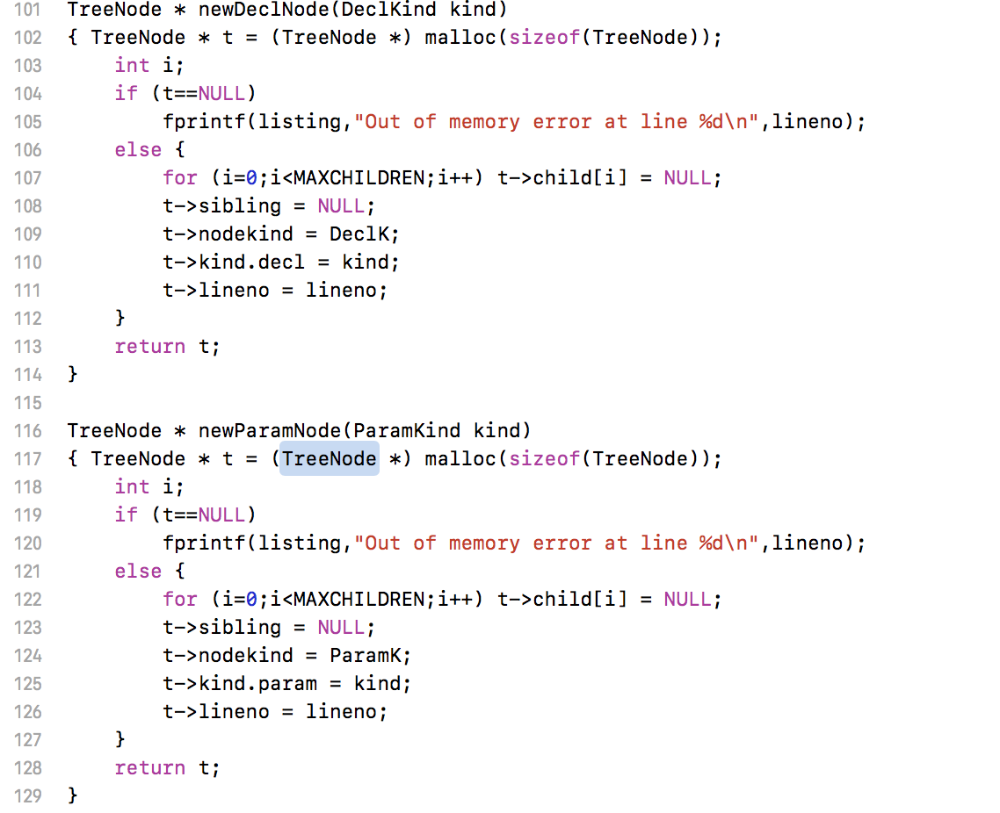 101 TreeNode * newDeclNode(DeclKind kind)
102 { TreeNode * t = (TreeNode *) malloc(sizeof(TreeNode));
103     int i;
104     if (t==NULL)
105         fprintf(listing,"Out of memory error at line %d\n",lineno);
106     else {
107         for (i=0;i<MAXCHILDREN;i++) t->child[i] = NULL;
108         t->sibling = NULL;
109         t->nodekind = DeclK;
110         t->kind.decl = kind;
111         t->lineno = lineno;
112     }
113     return t;
114 }
115
116 TreeNode * newParamNode(ParamKind kind)
117 { TreeNode * t = (TreeNode *) malloc(sizeof(TreeNode));
118     int i;
119     if (t==NULL)
120         fprintf(listing,"Out of memory error at line %d\n",lineno);
121     else {
122         for (i=0;i<MAXCHILDREN;i++) t->child[i] = NULL;
123         t->sibling = NULL;
124         t->nodekind = ParamK;
125         t->kind.param = kind;
126         t->lineno = lineno;
127     }
128     return t;
129 }